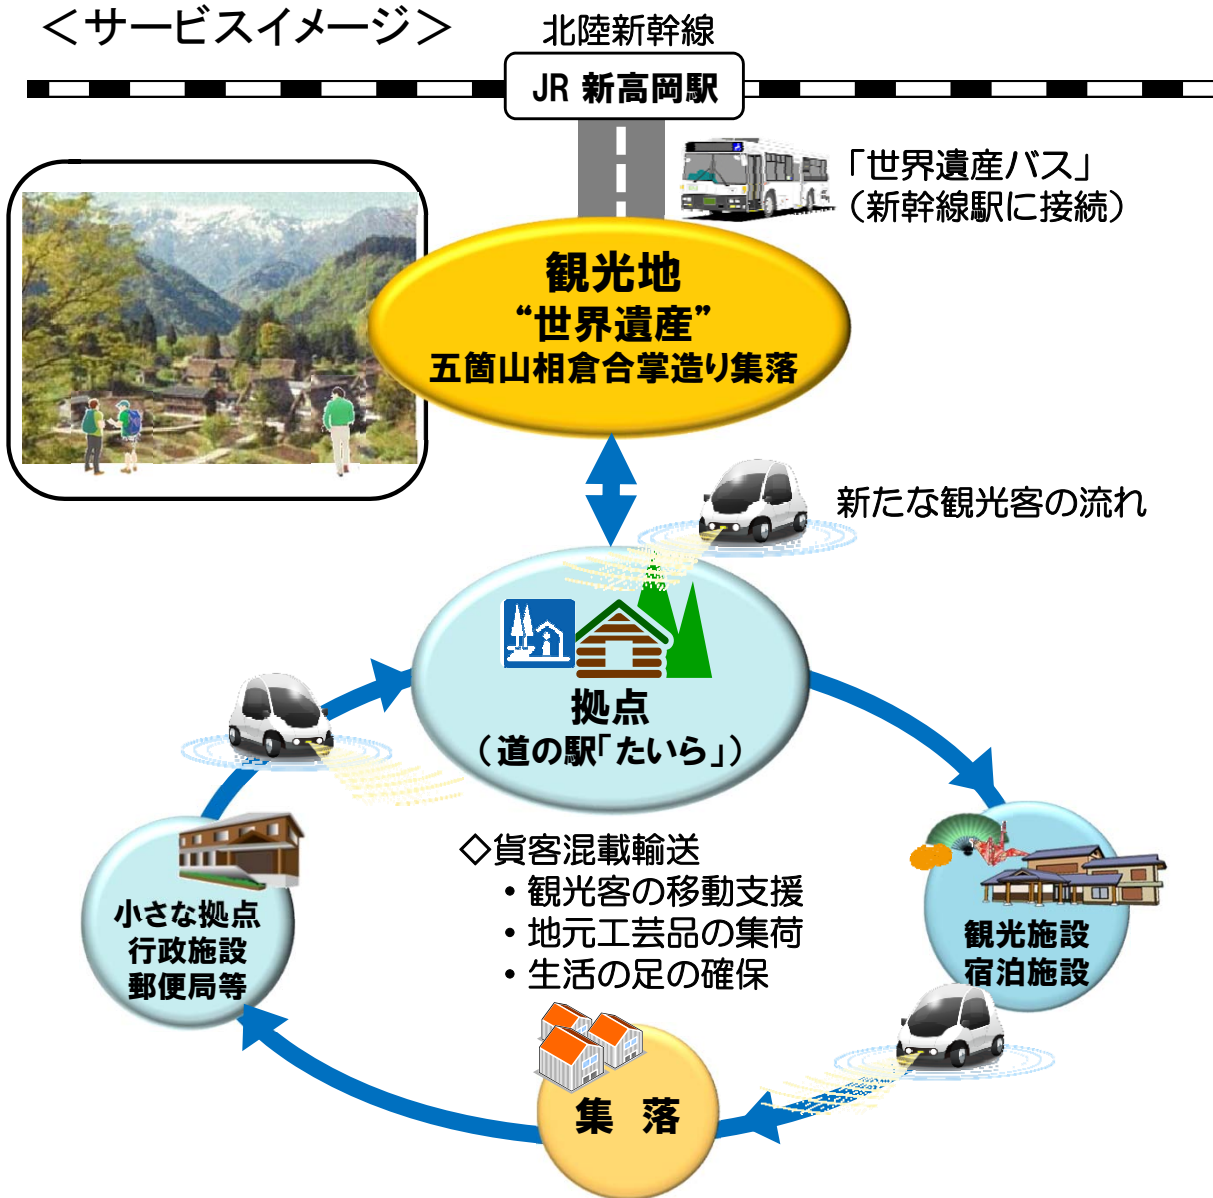 ＜サービスイメージ＞
北陸新幹線
JR 新高岡駅
「世界遺産バス」
（新幹線駅に接続）
観光地
“世界遺産”
五箇山相倉合掌造り集落
新たな観光客の流れ
拠点
（道の駅「たいら」）
◇貨客混載輸送
・観光客の移動支援
・地元工芸品の集荷
・生活の足の確保
小さな拠点
行政施設
郵便局等
観光施設
宿泊施設
集 落